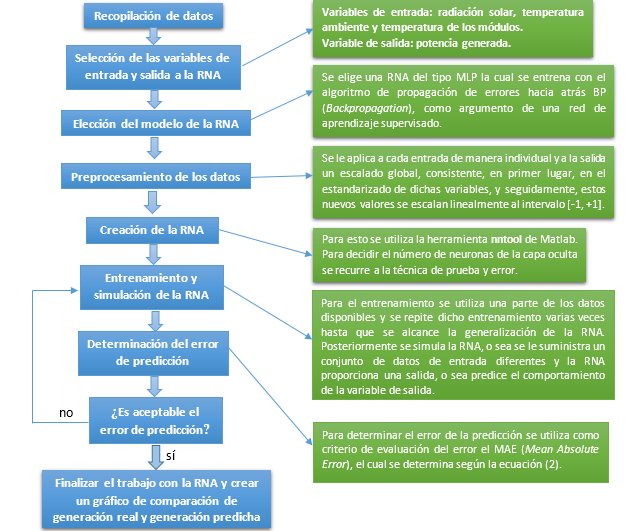 Recopilación de datos
Selección de las variables de
entrada y salida a la RNA
Elección del modelo de la RNA
Preprocesamiento de los datos
Creación de la RNA
Entrenamiento y
simulación de la RNA
Determinación del error
de predicción
no
¿Es aceptable el
error de predicción?
sí
Finalizar el trabajo con la RNA y crear
un gráfico de comparación de
generación real y generación predicha
Variables de entrada: radiación solar, temperatura
ambiente y temperatura de los módulos.
Variable de salida: potencia generada.
Se elige una RNA del tipo MLP la cual se entrena con el
algoritmo de propagación de errores hacia atrás BP
(Backpropagation), como argumento de una red de
aprendizaje supervisado.
Se le aplica a cada entrada de manera individual y a la salida
un escalado global, consistente, en primer lugar, en el
estandarizado de dichas variables, y seguidamente, estos
nuevos valores se escalan linealmente al intervalo [-1, +1].
Para esto se utiliza la herramienta nntool de Matlab.
Para decidir el número de neuronas de la capa oculta
se recurre a la técnica de prueba y error.
Para el entrenamiento se utiliza una parte de los datos
disponibles y se repite dicho entrenamiento varias veces
hasta que se alcance la generalización de la RNA.
Posteriormente se simula la RNA, o sea se le suministra un
conjunto de datos de entrada diferentes y la RNA
proporciona una salida, o sea predice el comportamiento
de la variable de salida.
Para determinar el error de la predicción se utiliza como
criterio de evaluación del error el MAE (Mean Absolute
Error), el cual se determina según la ecuación (2).